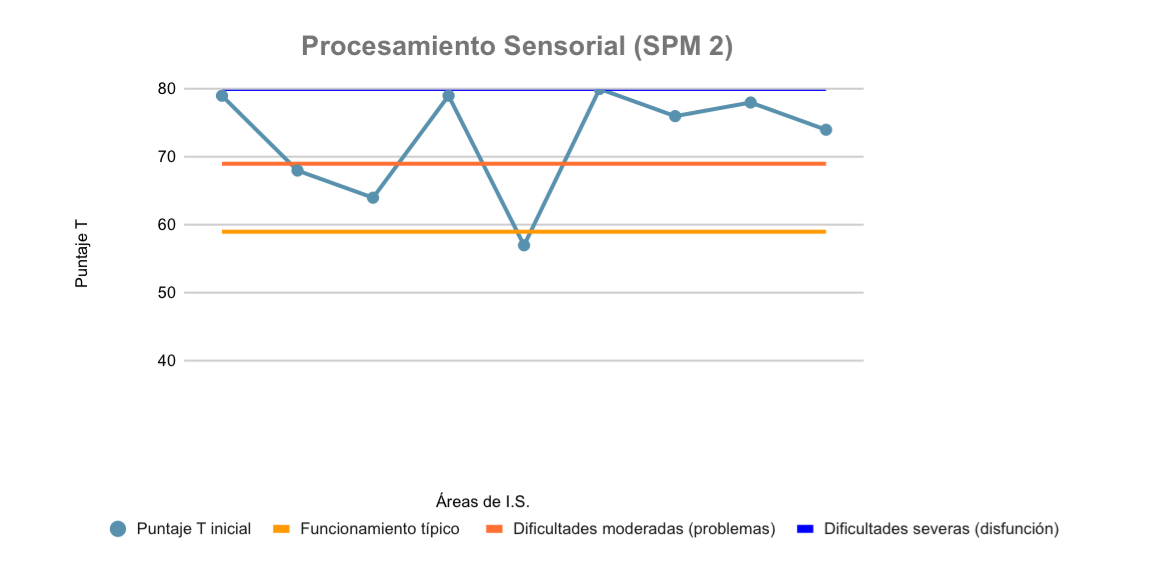 Procesamiento Sensorial (SPM 2)
80
70
60
50
40
Puntaje T
Áreas de I.S.
Puntaje T inicial
Funcionamiento típico
Dificultades moderadas (problemas)
Dificultades severas (disfunción)